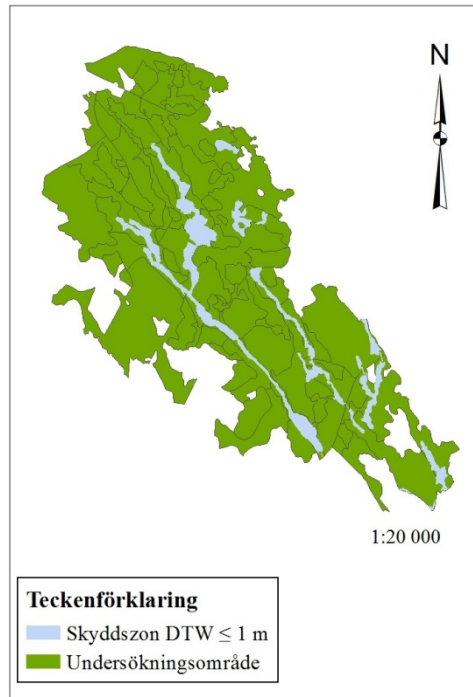 N
1:20 000
Teckenförklaring
Skyddszon DTW ≤ 1 m
Undersökningsområde